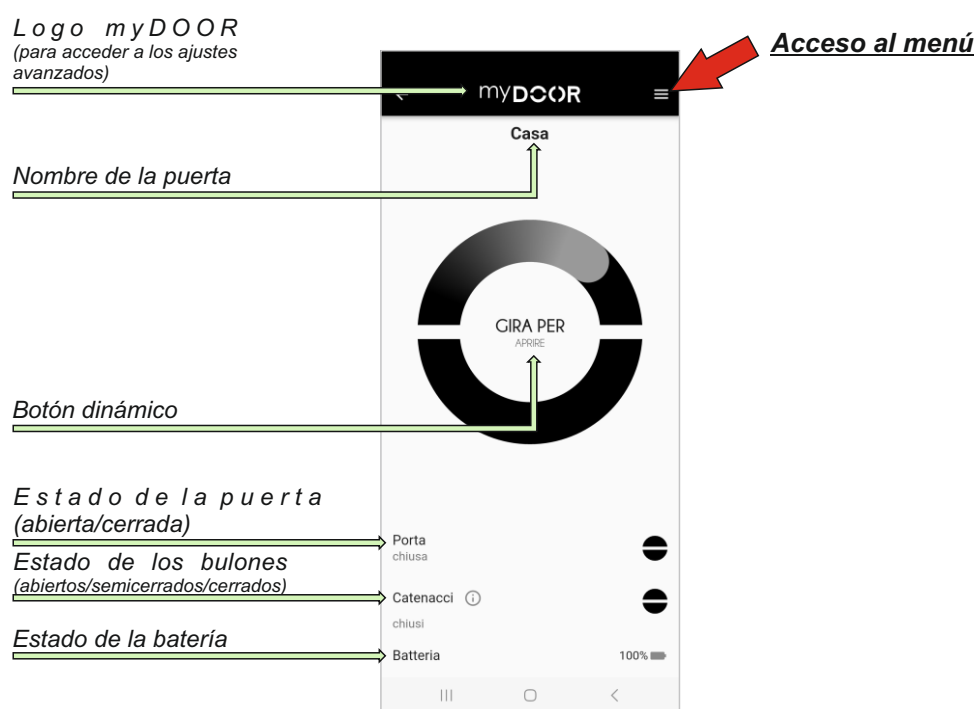 Logo myDOOR
(para acceder a los ajustes
avanzados)
Acceso al menú
myDOOR
Casa
Nombre de la puerta
GIRA PER
APRIRE
Botón dinámico
Estado de la puerta
(abierta/cerrada)
Porta
chiusa
Estado de los bulones
(abiertos/semicerrados/cerrados)
Catenacci
chiusi
Estado de la batería
Batteria
100%